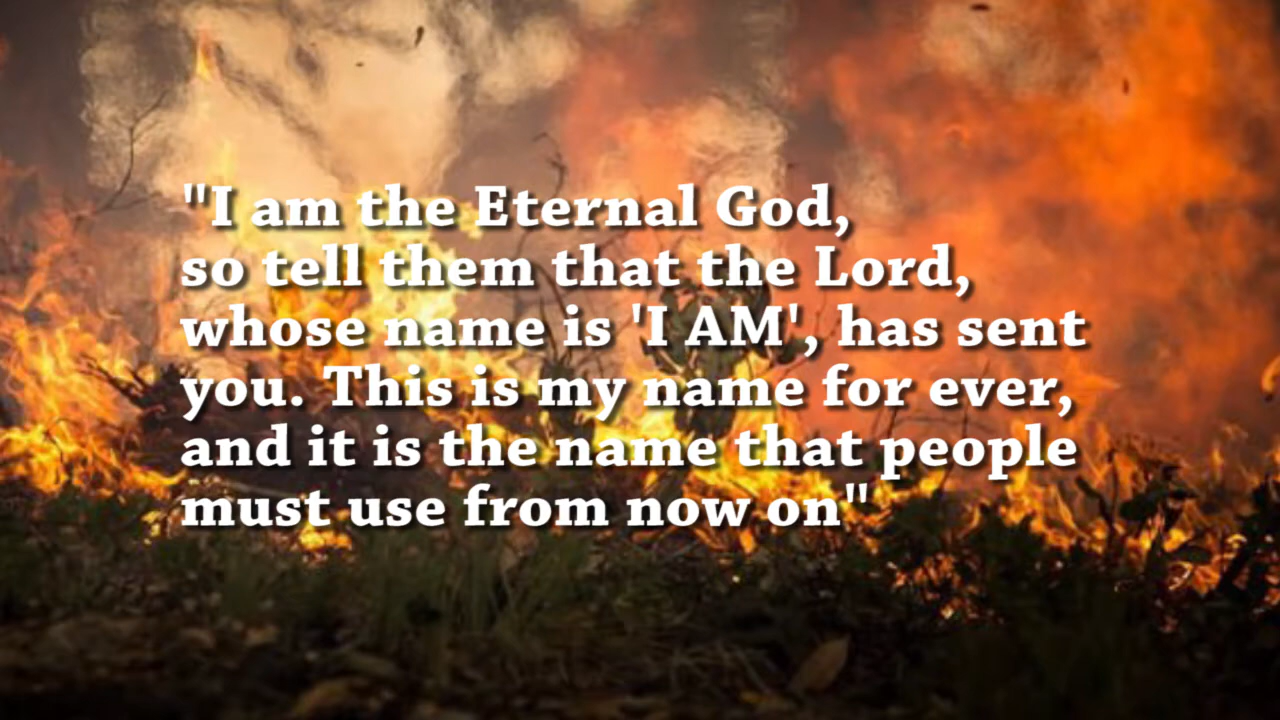 "I am the Eternal God,
so tell them that the Lord,
whose name is 'I AM', has sent
you. This is my name for ever,
and it is the name that people
must use from now on"